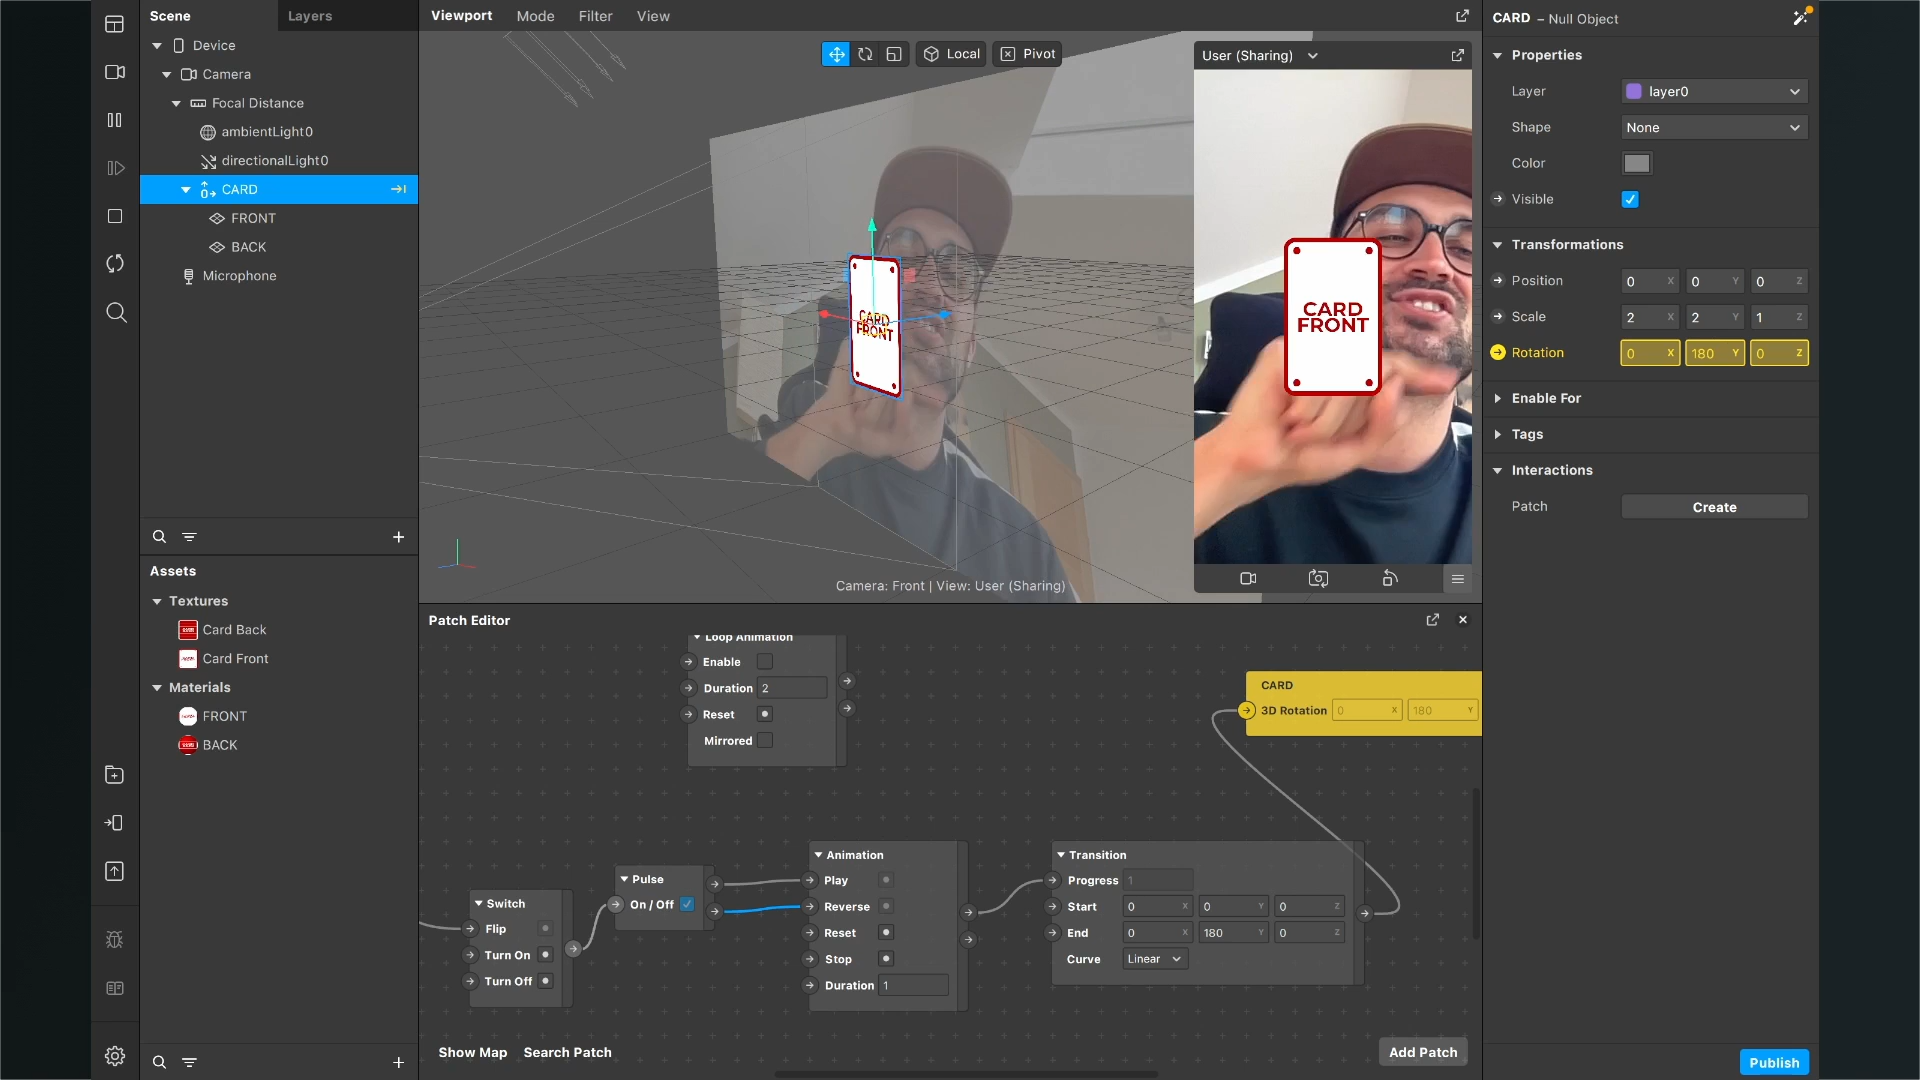 Scene
Layers
Device
Camera
Focal Distance
ambientLight0
directionalLight0
CARD
FRONT
BACK
Microphone
Assets
Textures
Card Back
Card Front
Materials
FRONT
BACK
Viewport
Mode
Filter
View
Local
Pivot
CARD
FRONT
Camera: Front | View: User (Sharing)
User (Sharing)
CARD
FRONT
Patch Editor
Loop Animation
Enable
Duration 2
Reset
Mirrored
CARD
3D Rotation 0 X 180 Y
Switch
Flip
Turn On
Turn Off
Pulse
On / Off
Animation
Play
Reverse
Reset
Stop
Duration 1
Transition
Progress 1
Start 0 X 0 Y 0 Z
End 0 X 180 Y 0 Z
Curve Linear
Show Map
Search Patch
Add Patch
CARD – Null Object
Properties
Layer layer0
Shape None
Color
Visible
Transformations
Position 0 X 0 Y 0 Z
Scale 2 X 2 Y 1 Z
Rotation 0 X 180 Y 0 Z
Enable For
Tags
Interactions
Patch Create
Publish